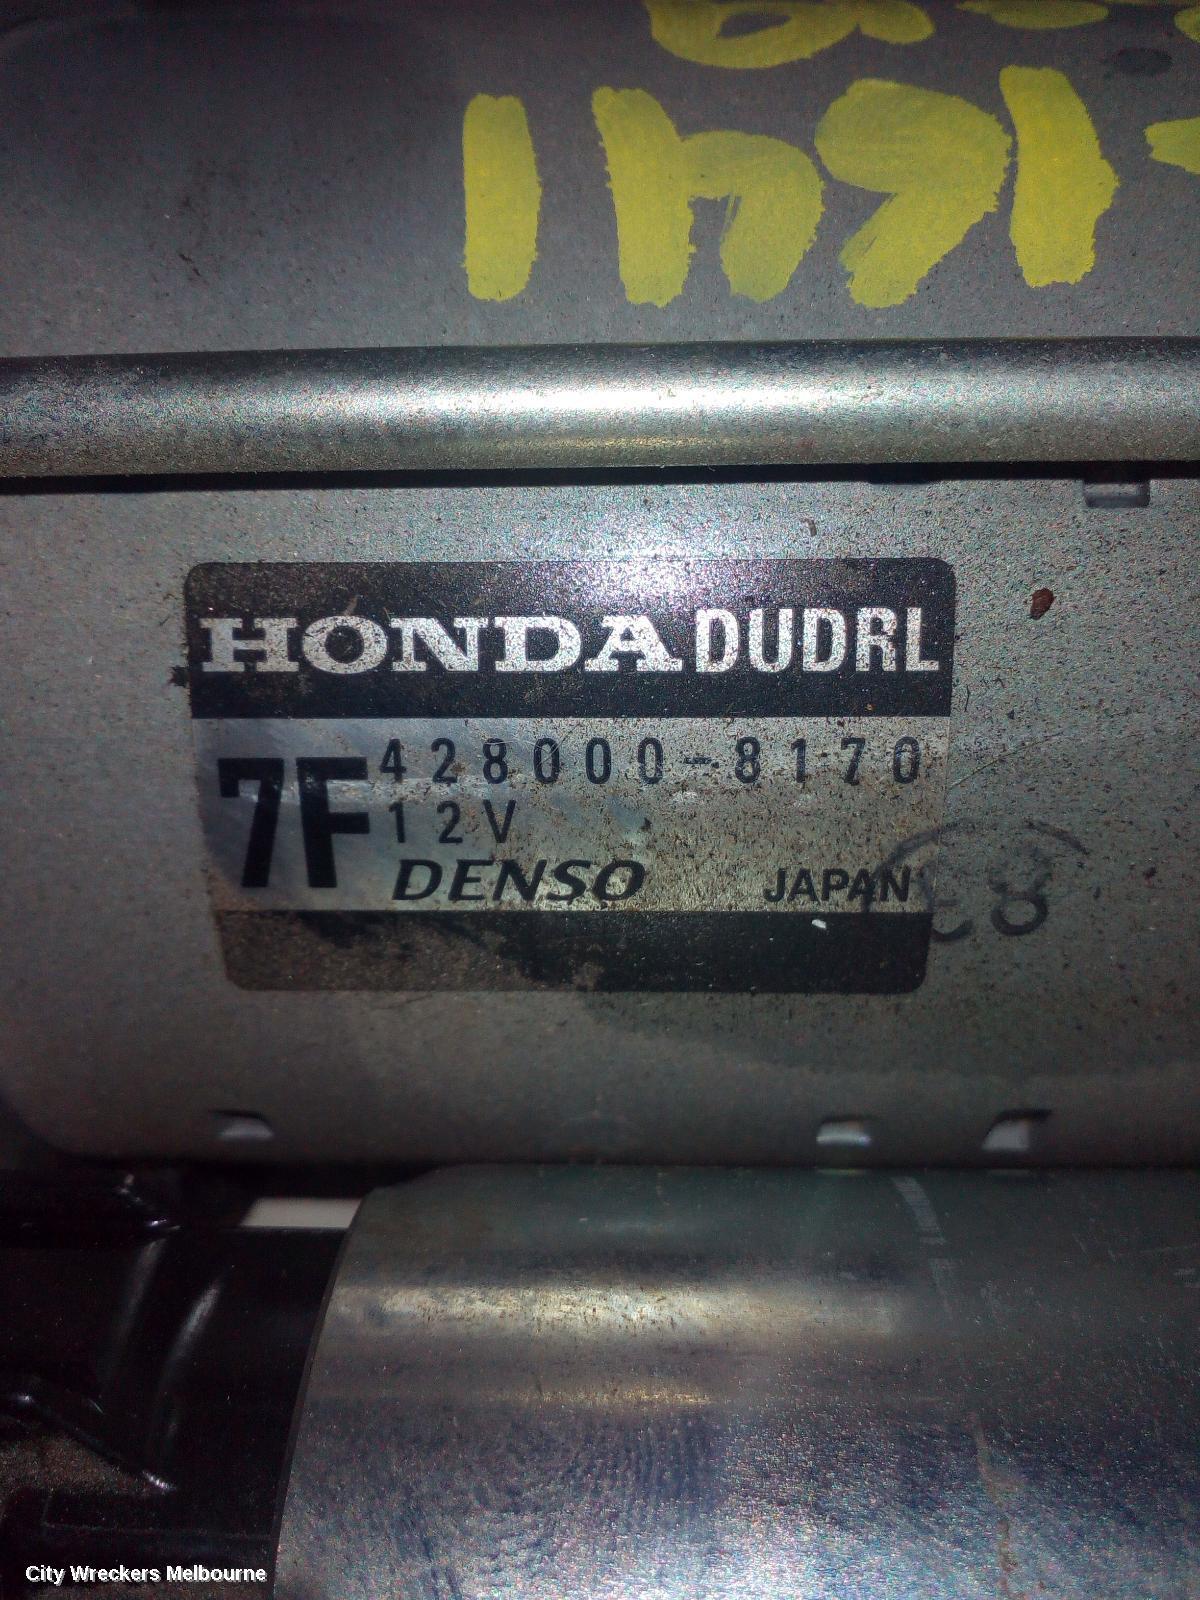 HONDA DUDRL
7F
428000-8170
12V
DENSO JAPAN
City Wreckers Melbourne